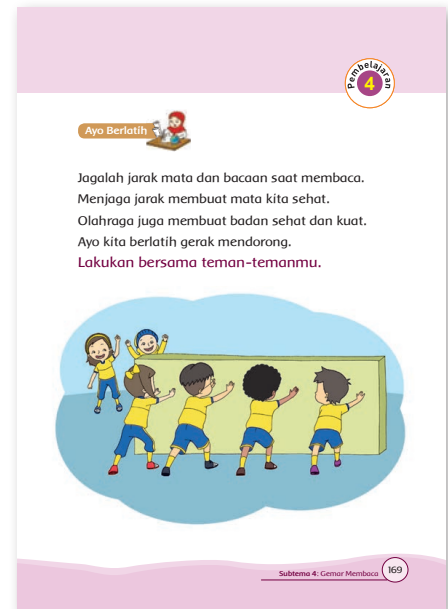 Pembelajaran
4
Ayo Berlatih
Jagalah jarak mata dan bacaan saat membaca.
Menjaga jarak membuat mata kita sehat.
Olahraga juga membuat badan sehat dan kuat.
Ayo kita berlatih gerak mendorong.
Lakukan bersama teman-temanmu.
Subtema 4: Gemar Membaca 169